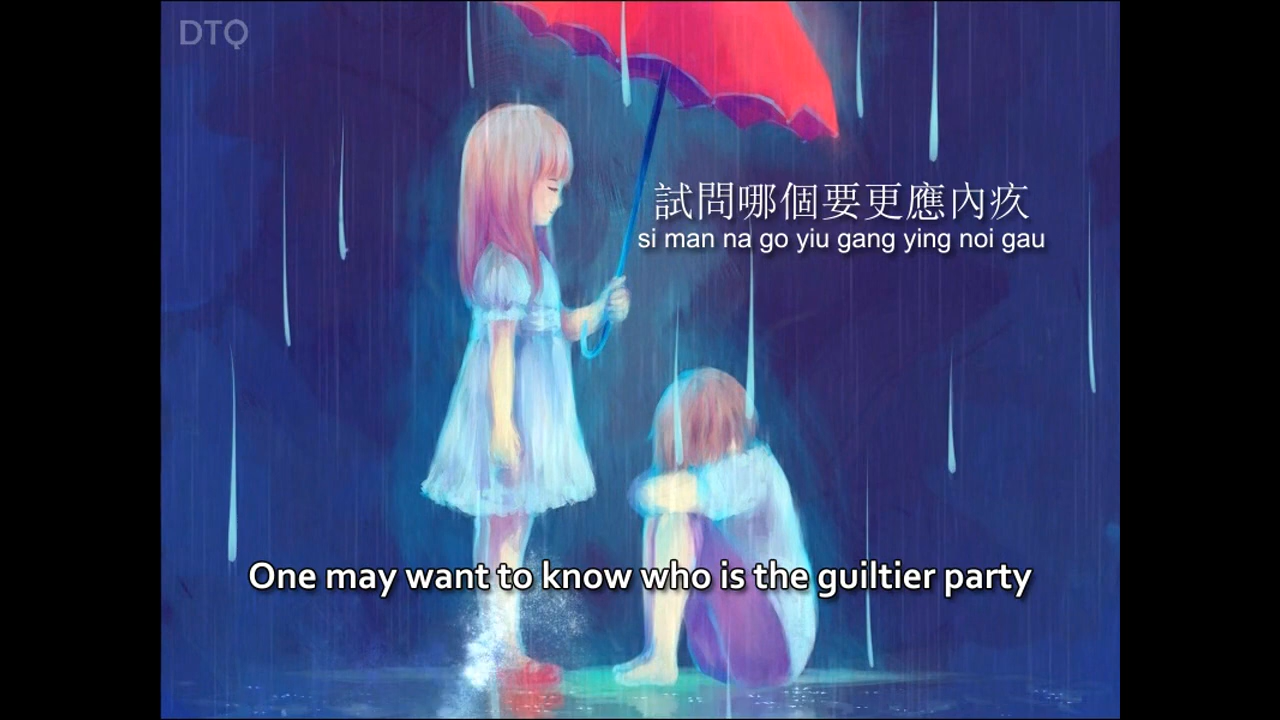 DTQ
試問哪個要更應內疚
si man na go yiu gang ying noi gau
One may want to know who is the guiltier party